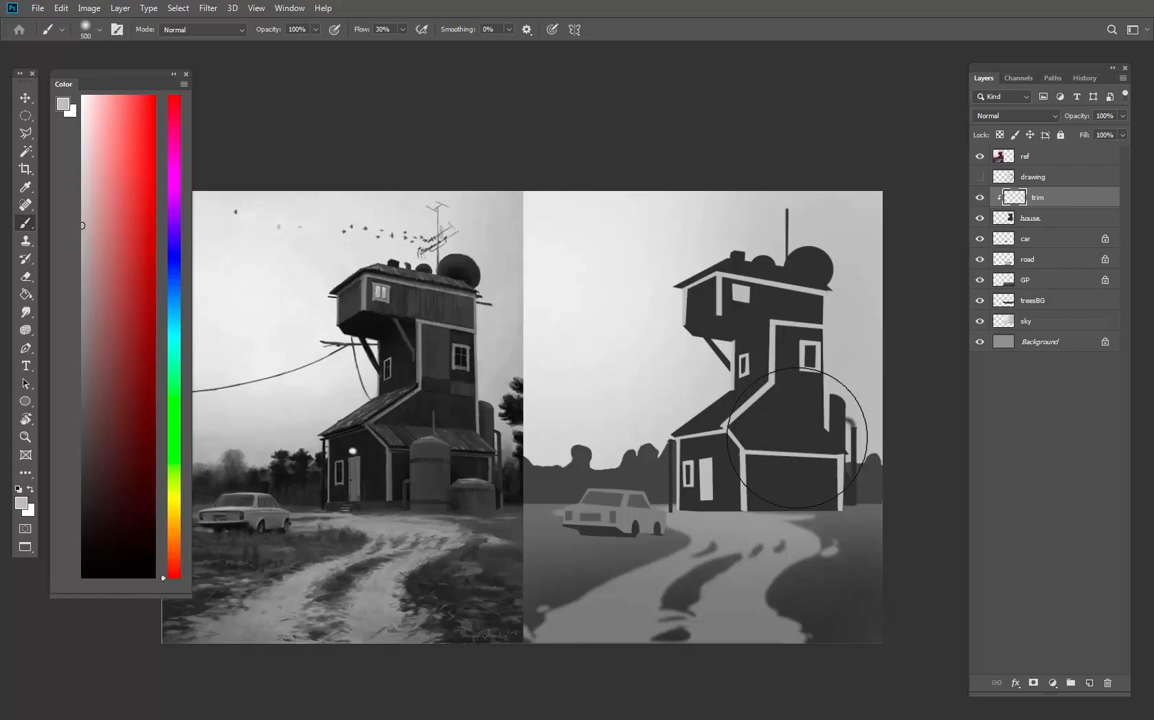 Ps File Edit Image Layer Type Select Filter 3D View Window Help
500 Mode: Normal Opacity: 100% Flow: 30% Smoothing: 0%
Color
Layers Channels Paths History
Kind
Normal Opacity: 100%
Lock: Fill: 100%
ref
drawing
trim
house
car
road
GP
treesBG
sky
Background